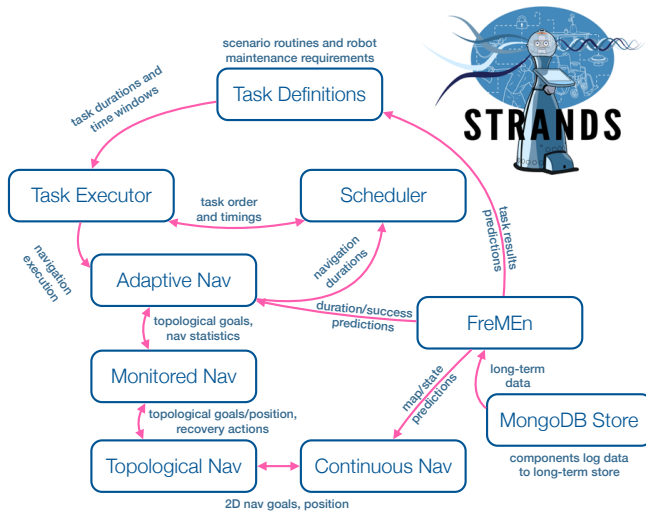 scenario routines and robot
maintenance requirements
Task Definitions
STRANDS
task durations and
time windows
Task Executor
task order
and timings
Scheduler
task results
predictions
navigation
execution
navigation
durations
Adaptive Nav
duration/success
predictions
FreMEn
topological goals,
nav statistics
Monitored Nav
map/state
predictions
long-term
data
topological goals/position,
recovery actions
MongoDB Store
Topological Nav
Continuous Nav
components log data
to long-term store
2D nav goals, position